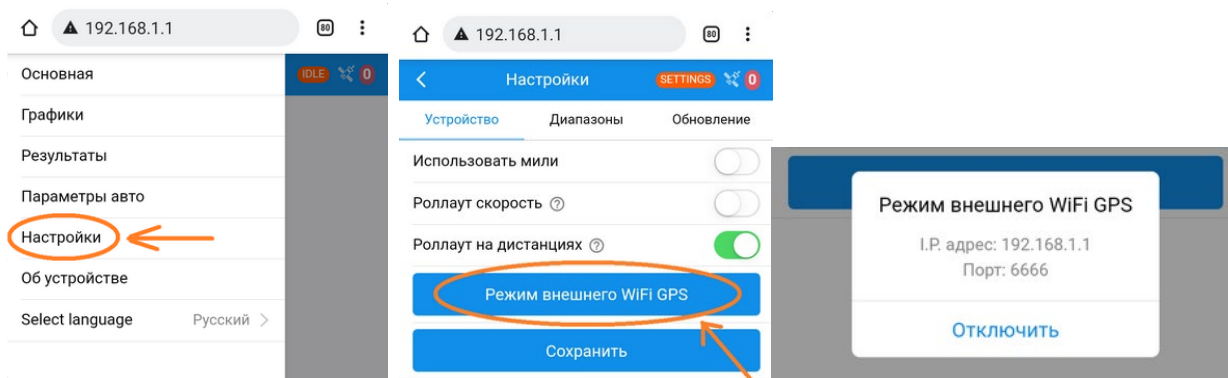 192.168.1.1
80
Основная
IDLE
0
Графики
Результаты
Параметры авто
Настройки
Об устройстве
Select language
Русский
192.168.1.1
80
Настройки
SETTINGS
0
Устройство
Диапазоны
Обновление
Использовать мили
Роллаут скорость ?
Роллаут на дистанциях ?
Режим внешнего WiFi GPS
Сохранить
Режим внешнего WiFi GPS
I.P. адрес: 192.168.1.1
Порт: 6666
Отключить